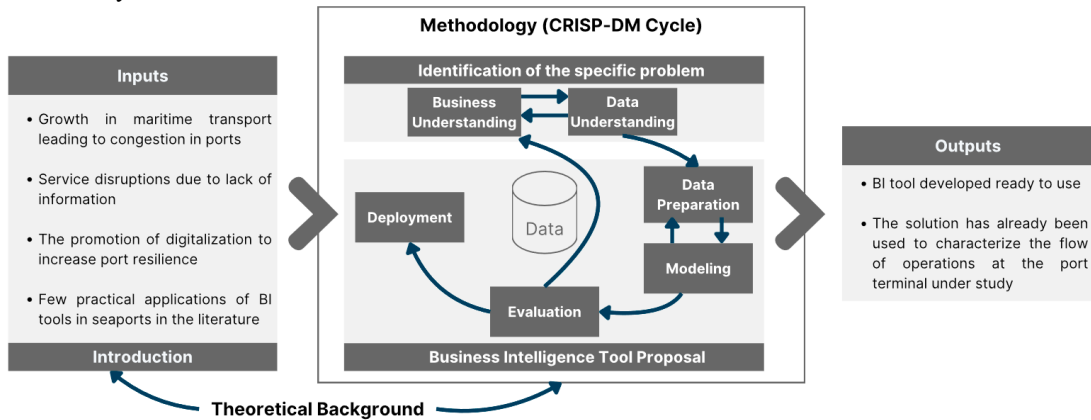 Methodology (CRISP-DM Cycle)
Inputs
• Growth in maritime transport
leading to congestion in ports
• Service disruptions due to lack of
information
• The promotion of digitalization to
increase port resilience
• Few practical applications of BI
tools in seaports in the literature
Introduction
Identification of the specific problem
Business
Understanding
Data
Understanding
Data
Preparation
Modeling
Evaluation
Deployment
Data
Business Intelligence Tool Proposal
Outputs
• BI tool developed ready to use
• The solution has already been
used to characterize the flow
of operations at the port
terminal under study
Theoretical Background